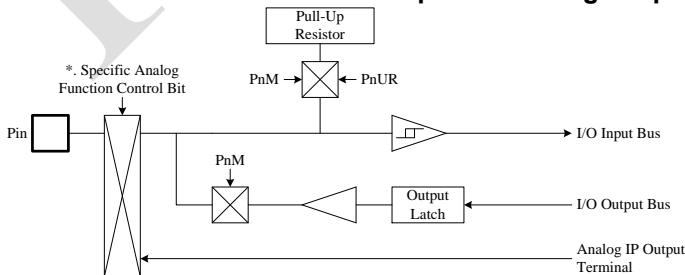 Pull-Up
Resistor
*. Specific Analog
Function Control Bit
PnM
PnUR
Pin
I/O Input Bus
PnM
Output
Latch
I/O Output Bus
Analog IP Output
Terminal